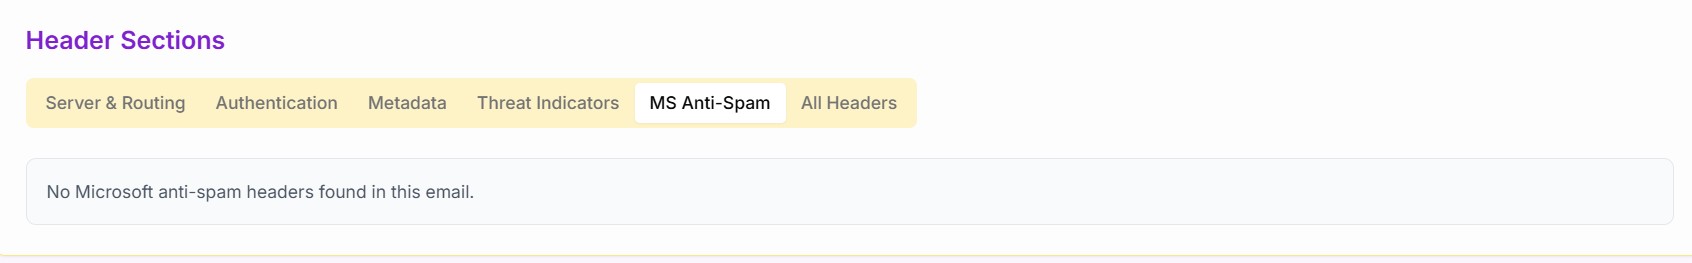 Header Sections
Server & Routing Authentication Metadata Threat Indicators MS Anti-Spam All Headers
No Microsoft anti-spam headers found in this email.